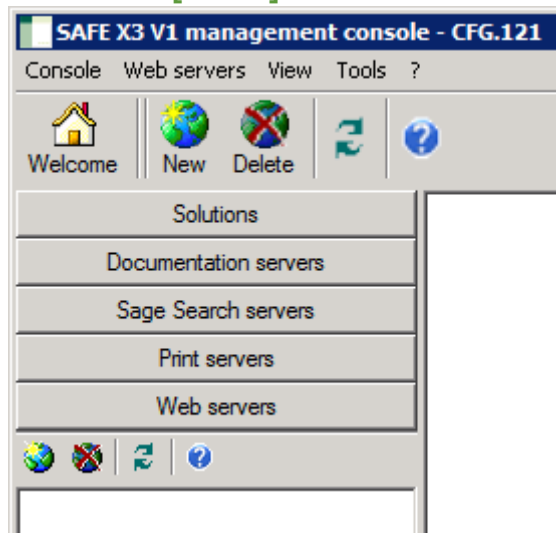 SAFE X3 V1 management console - CFG.121
Console Web servers View Tools ?
Welcome New Delete
Solutions
Documentation servers
Sage Search servers
Print servers
Web servers